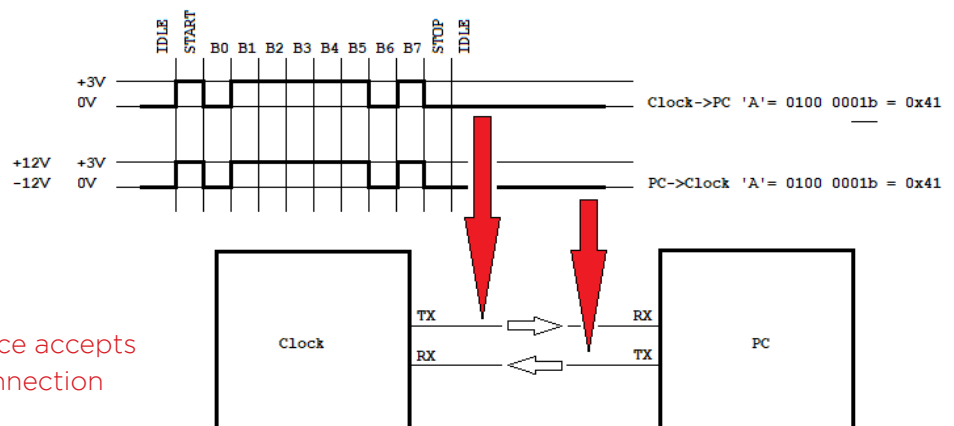 IDLE START B0 B1 B2 B3 B4 B5 B6 B7 STOP IDLE
+3V
0V
Clock->PC 'A'= 0100 0001b = 0x41
+12V +3V
-12V 0V
PC->Clock 'A'= 0100 0001b = 0x41
TX RX
Clock PC
RX TX
ce accepts
nnection